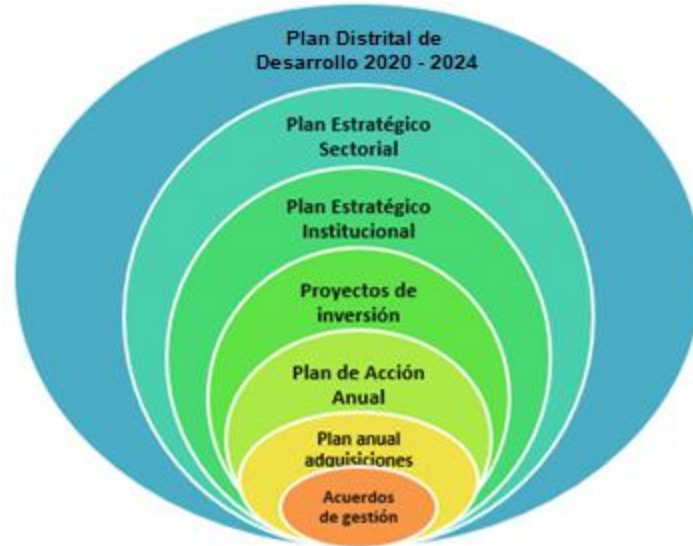 Plan Distrital de
Desarrollo 2020 - 2024
Plan Estratégico
Sectorial
Plan Estratégico
Institucional
Proyectos de
inversión
Plan de Acción
Anual
Plan anual
adquisiciones
Acuerdos
de gestión